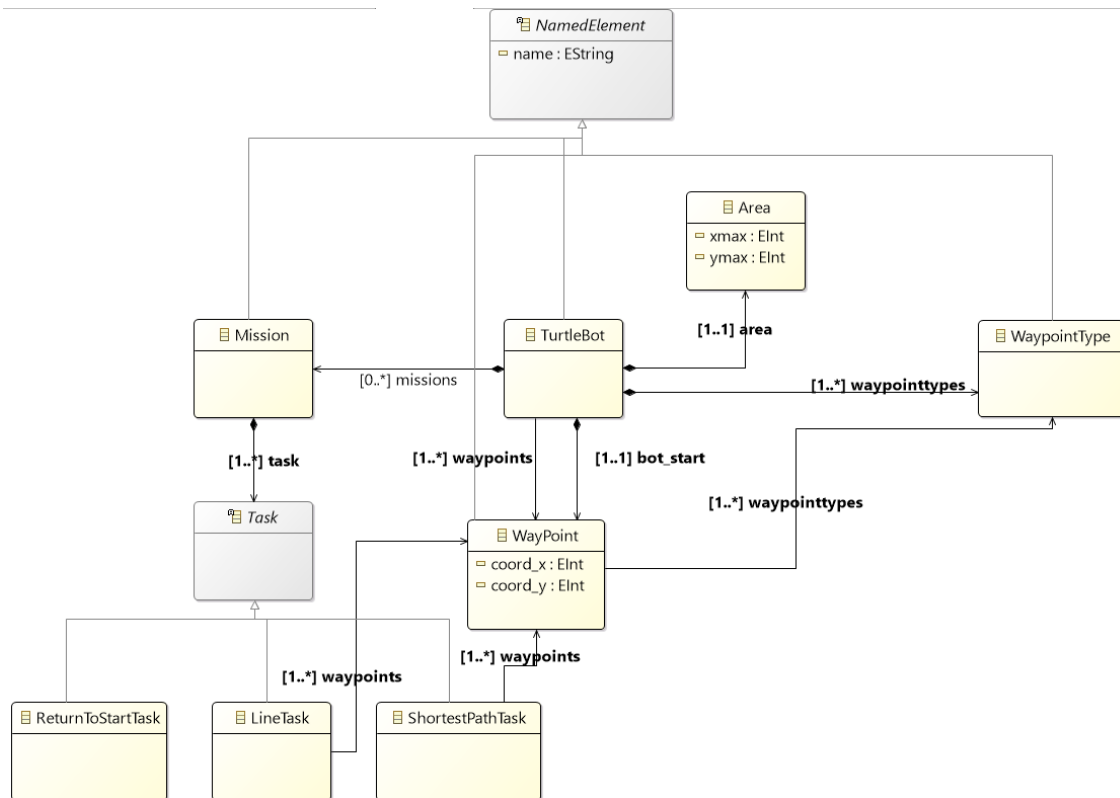 NamedElement
name : EString
Area
xmax : EInt
ymax : EInt
[1..1] area
Mission
TurtleBot
WaypointType
[0..*] missions
[1..*] waypointtypes
[1..*] task
[1..*] waypoints
[1..1] bot_start
[1..*] waypointtypes
Task
WayPoint
coord_x : EInt
coord_y : EInt
[1..*] waypoints
[1..*] waypoints
ReturnToStartTask
LineTask
ShortestPathTask